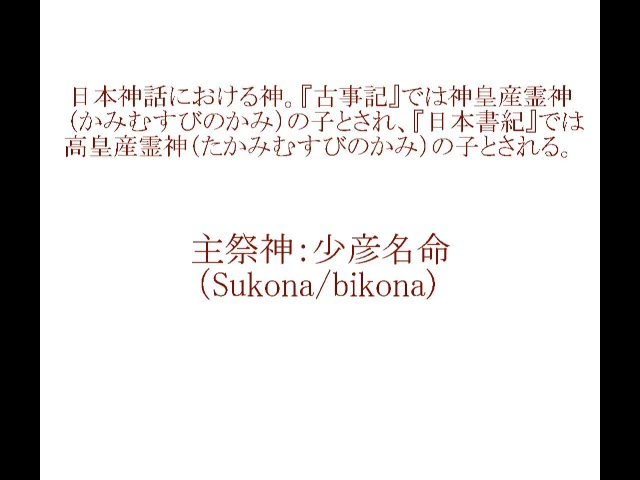 日本神話における神。『古事記』では神皇産霊神
(かみむすびのかみ)の子とされ、『日本書紀』では
高皇産霊神(たかみむすびのかみ)の子とされる。
主祭神:少彦名命
(Sukona/bikona)